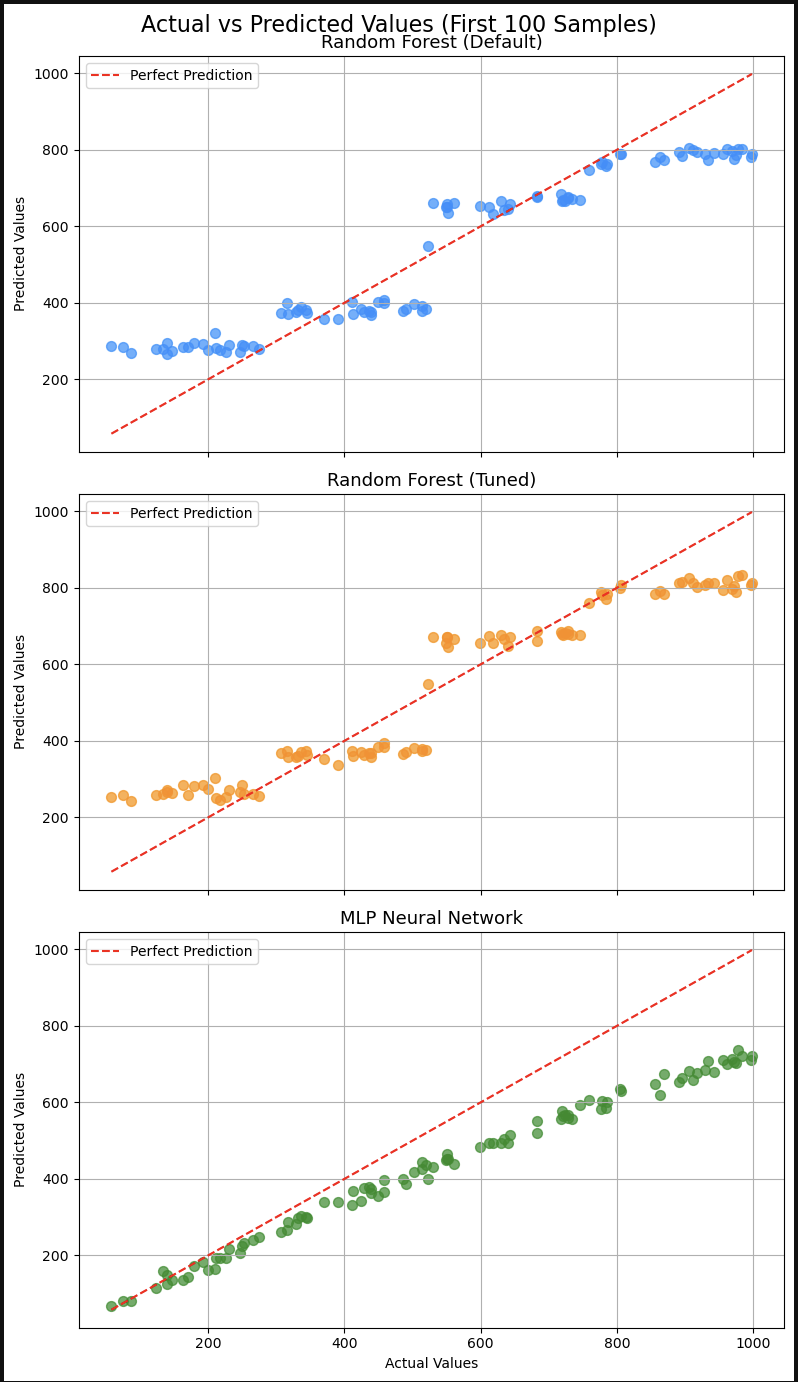 Actual vs Predicted Values (First 100 Samples)
Random Forest (Default)
Perfect Prediction
1000
800
600
400
200
Predicted Values
Random Forest (Tuned)
Perfect Prediction
1000
800
600
400
200
Predicted Values
MLP Neural Network
Perfect Prediction
1000
800
600
400
200
Predicted Values
200 400 600 800 1000
Actual Values